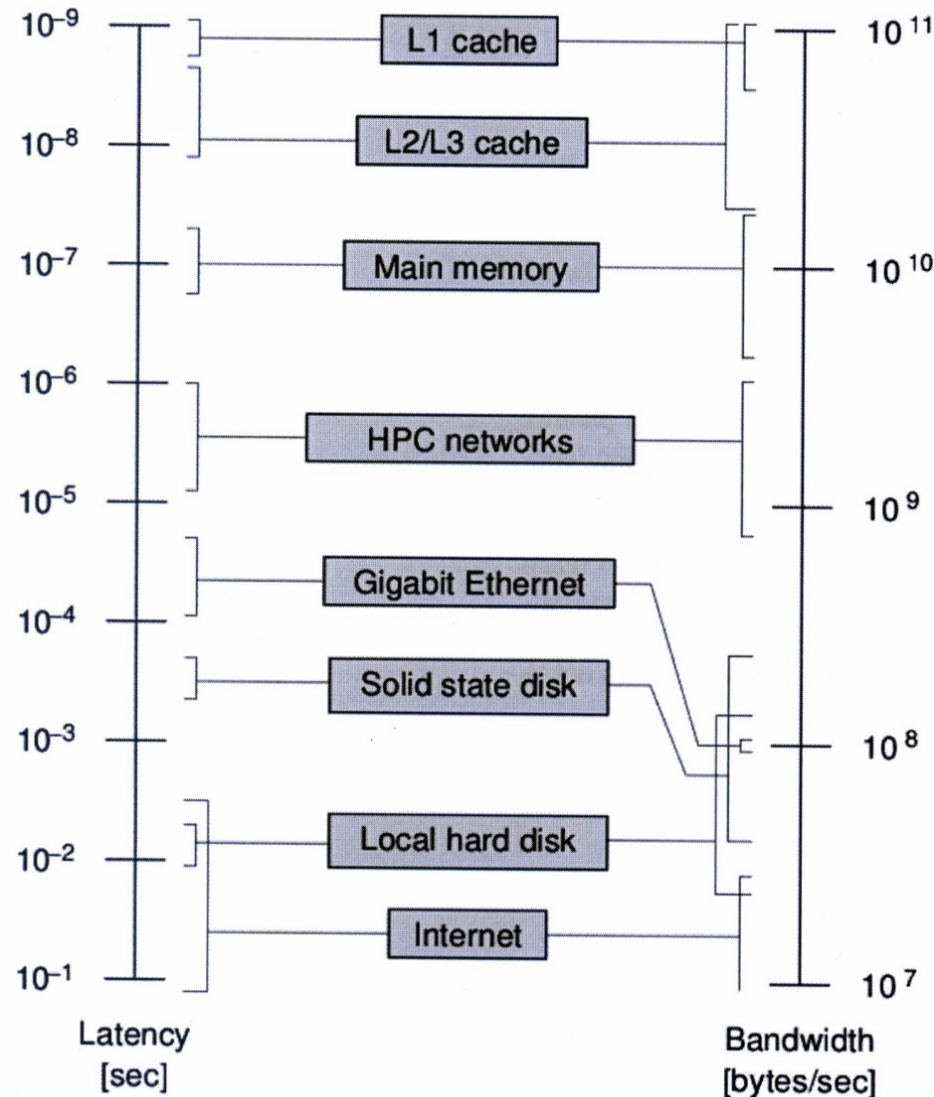 10⁻⁹
L1 cache
10¹¹
10⁻⁸
L2/L3 cache
10⁻⁷
Main memory
10¹⁰
10⁻⁶
HPC networks
10⁻⁵
10⁹
Gigabit Ethernet
10⁻⁴
Solid state disk
10⁻³
10⁸
Local hard disk
10⁻²
Internet
10⁻¹
10⁷
Latency
[sec]
Bandwidth
[bytes/sec]